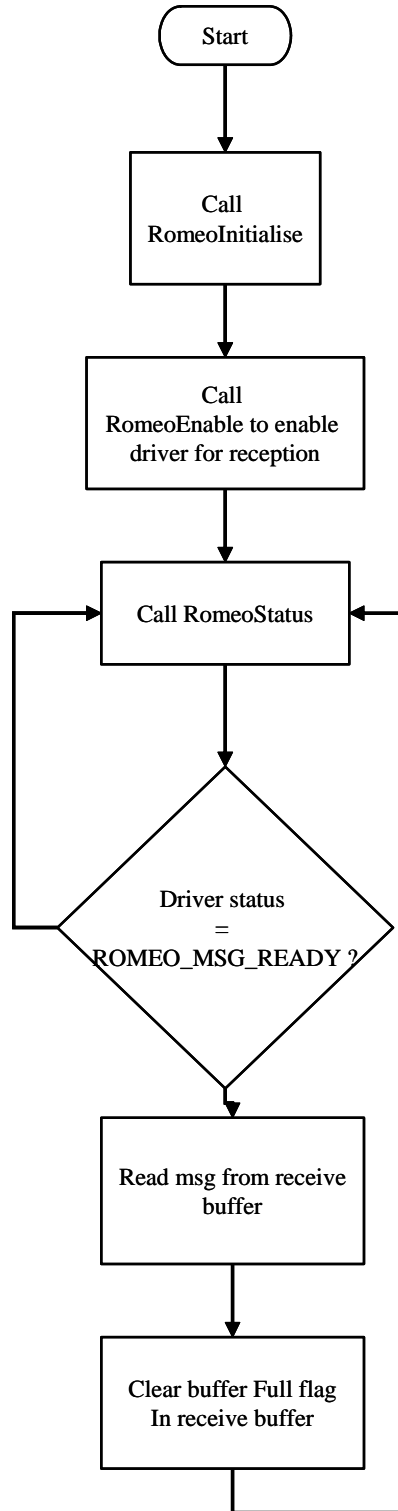 Start
Call
RomeoInitialise
Call
RomeoEnable to enable
driver for reception
Call RomeoStatus
Driver status
=
ROMEO_MSG_READY ?
Read msg from receive
buffer
Clear buffer Full flag
In receive buffer